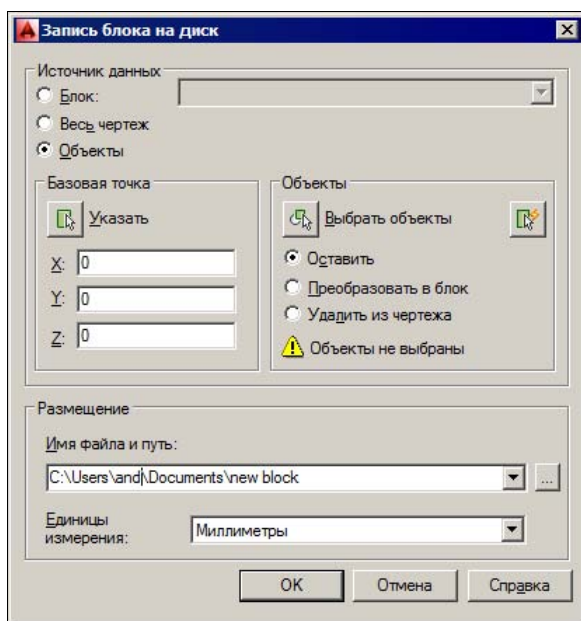 Запись блока на диск
Источник данных
Блок:
Весь чертеж
Объекты
Базовая точка
Указать
X: 0
Y: 0
Z: 0
Объекты
Выбрать объекты
Оставить
Преобразовать в блок
Удалить из чертежа
Объекты не выбраны
Размещение
Имя файла и путь:
C:\Users\and\Documents\new block
...
Единицы
измерения:
Миллиметры
OK Отмена Справка